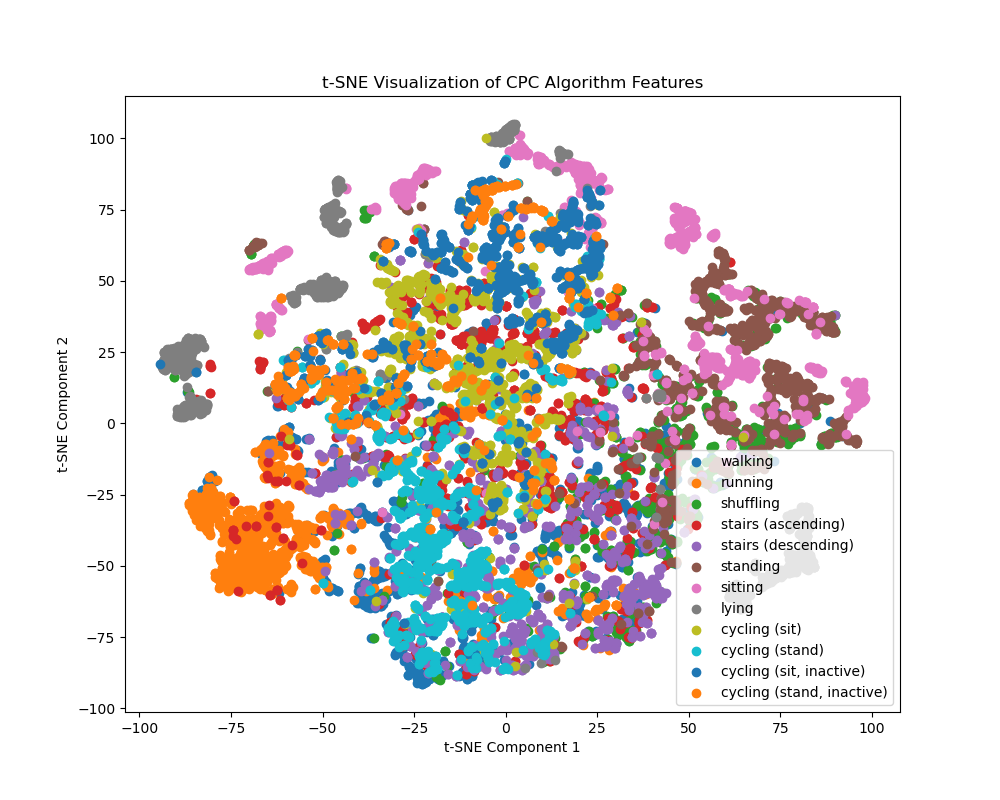 t-SNE Visualization of CPC Algorithm Features
t-SNE Component 2
100
75
50
25
0
−25
−50
−75
−100
walking
running
shuffling
stairs (ascending)
stairs (descending)
standing
sitting
lying
cycling (sit)
cycling (stand)
cycling (sit, inactive)
cycling (stand, inactive)
−100 −75 −50 −25 0 25 50 75 100
t-SNE Component 1